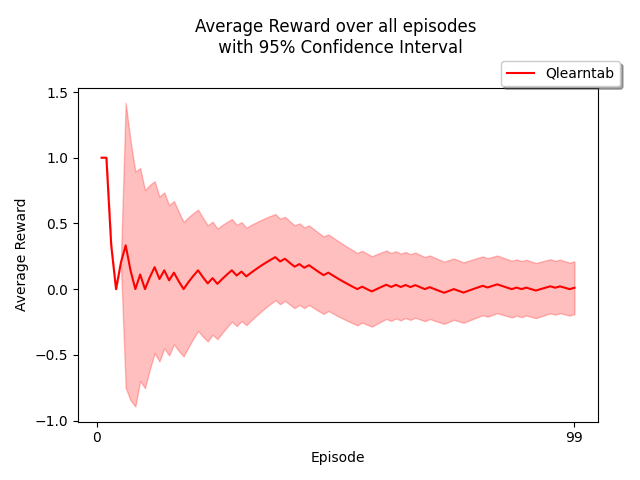 Average Reward over all episodes
with 95% Confidence Interval
Qlearntab
1.5
1.0
0.5
0.0
−0.5
−1.0
Average Reward
0
99
Episode